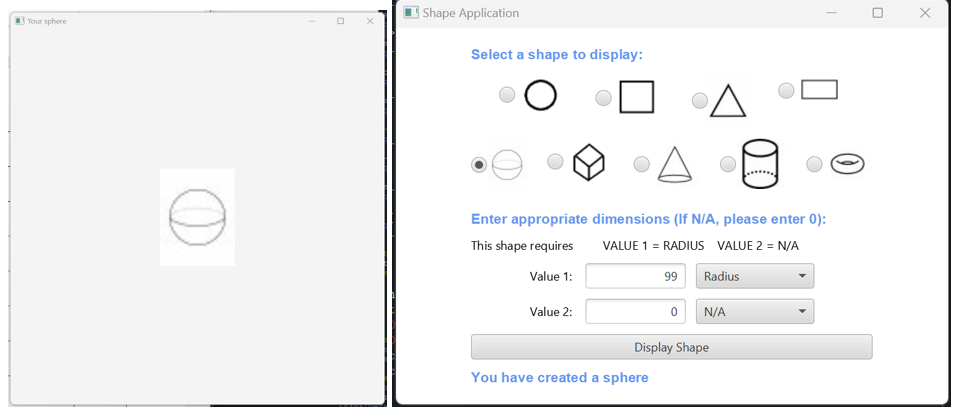 Your sphere
Shape Application
Select a shape to display:
Enter appropriate dimensions (If N/A, please enter 0):
This shape requires VALUE 1 = RADIUS VALUE 2 = N/A
Value 1: 99 Radius
Value 2: 0 N/A
Display Shape
You have created a sphere